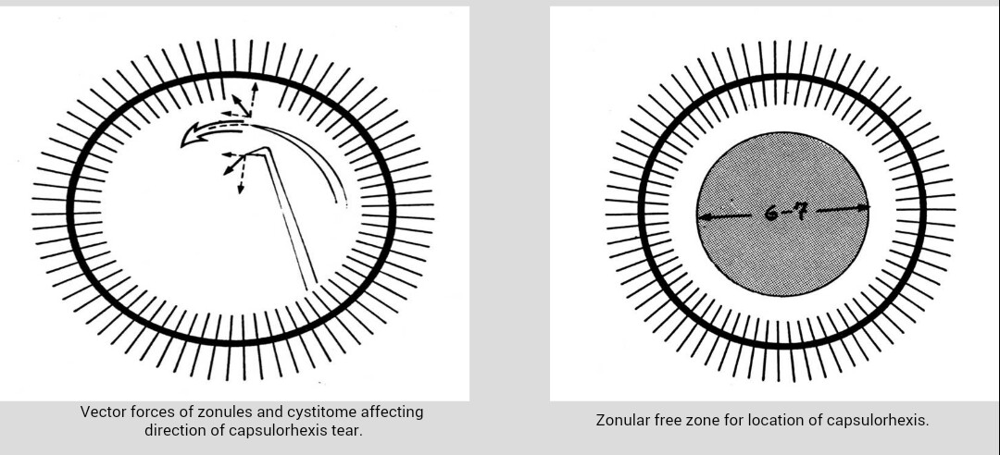 6-7
Vector forces of zonules and cystitome affecting
direction of capsulorhexis tear.
Zonular free zone for location of capsulorhexis.